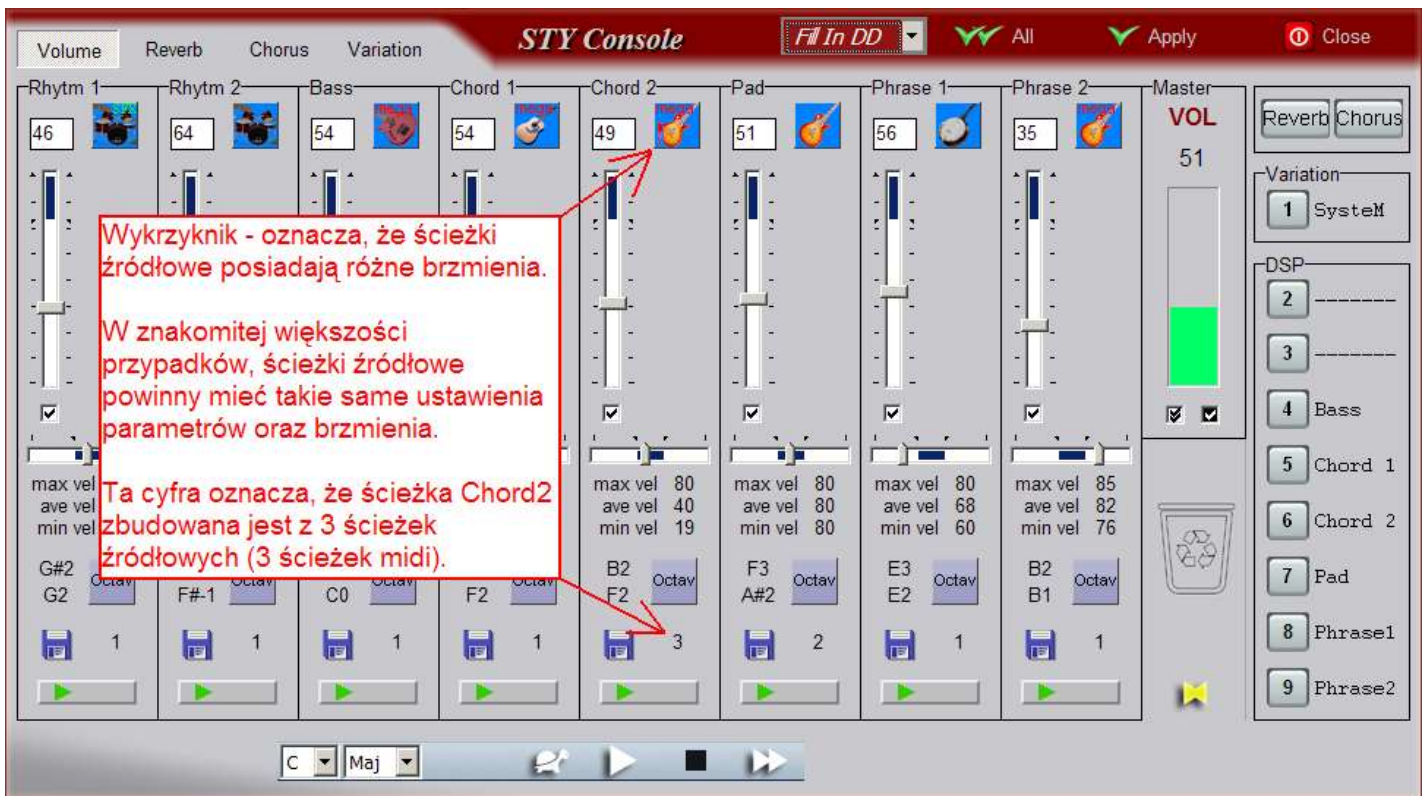 Volume Reverb Chorus Variation STY Console Fill In DD All Apply Close
Rhytm 1 Rhytm 2 Bass Chord 1 Chord 2 Pad Phrase 1 Phrase 2 Master
46 64 54 54 49 51 56 35 VOL
mega mega mega mega
51
Reverb Chorus
Variation
1 SysteM
DSP
2 -------
3 -------
4 Bass
5 Chord 1
6 Chord 2
7 Pad
8 Phrase1
9 Phrase2
Wykrzyknik - oznacza, że ścieżki
źródłowe posiadają różne brzmienia.
W znakomitej większości
przypadków, ścieżki źródłowe
powinny mieć takie same ustawienia
parametrów oraz brzmienia.
Ta cyfra oznacza, że ścieżka Chord2
zbudowana jest z 3 ścieżek
źródłowych (3 ścieżek midi).
max vel max vel 80 max vel 80 max vel 80 max vel 85
ave vel ave vel 40 ave vel 80 ave vel 68 ave vel 82
min vel min vel 19 min vel 80 min vel 60 min vel 76
G#2 B2 F3 E3 B2
Octav Octav Octav Octav Octav Octav Octav Octav
G2 F#-1 C0 F2 F2 A#2 E2 B1
1 1 1 1 3 2 1 1
C Maj